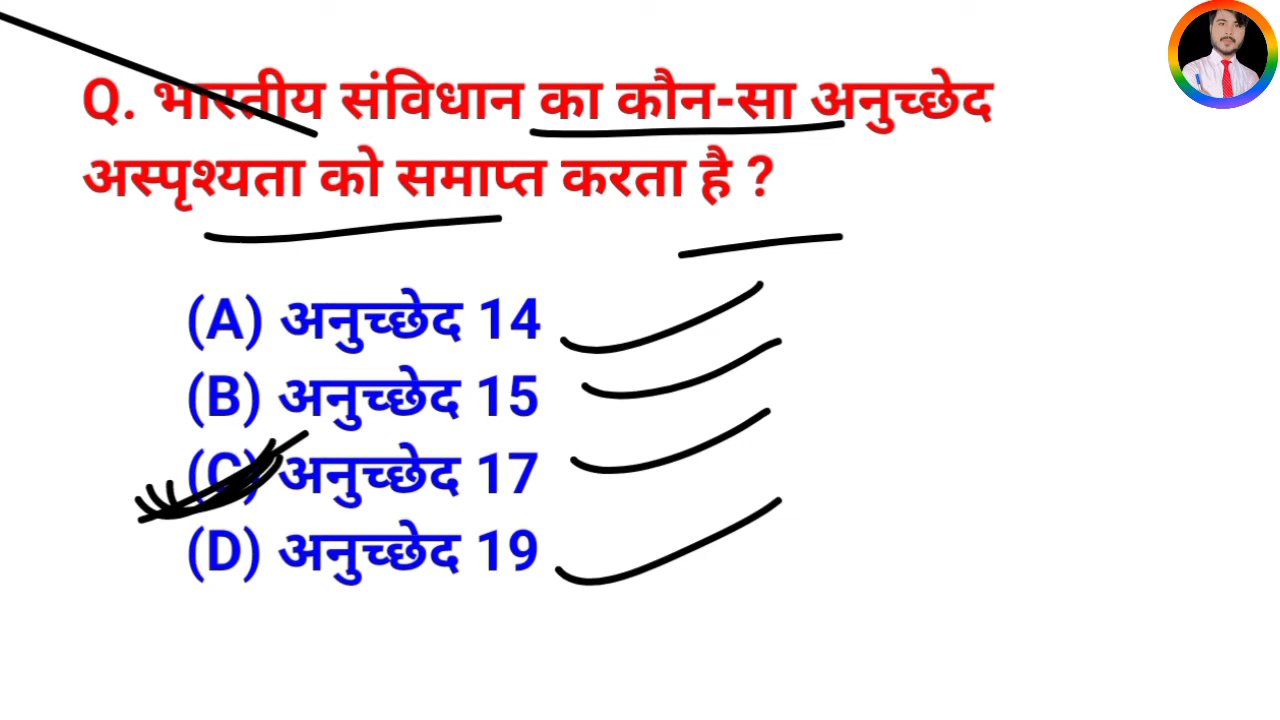 Q. भारतीय संविधान का कौन-सा अनुच्छेद
अस्पृश्यता को समाप्त करता है ?
(A) अनुच्छेद 14
(B) अनुच्छेद 15
(C) अनुच्छेद 17
(D) अनुच्छेद 19